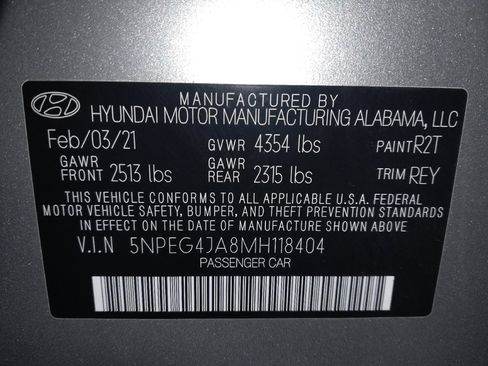 MANUFACTURED BY
HYUNDAI MOTOR MANUFACTURING ALABAMA, LLC
Feb/03/21 GVWR 4354 lbs PAINT R2T
GAWR FRONT 2513 lbs GAWR REAR 2315 lbs TRIM REY
THIS VEHICLE CONFORMS TO ALL APPLICABLE U.S.A. FEDERAL
MOTOR VEHICLE SAFETY, BUMPER, AND THEFT PREVENTION STANDARDS
IN EFFECT ON THE DATE OF MANUFACTURE SHOWN ABOVE
V.I.N 5NPEG4JA8MH118404
PASSENGER CAR